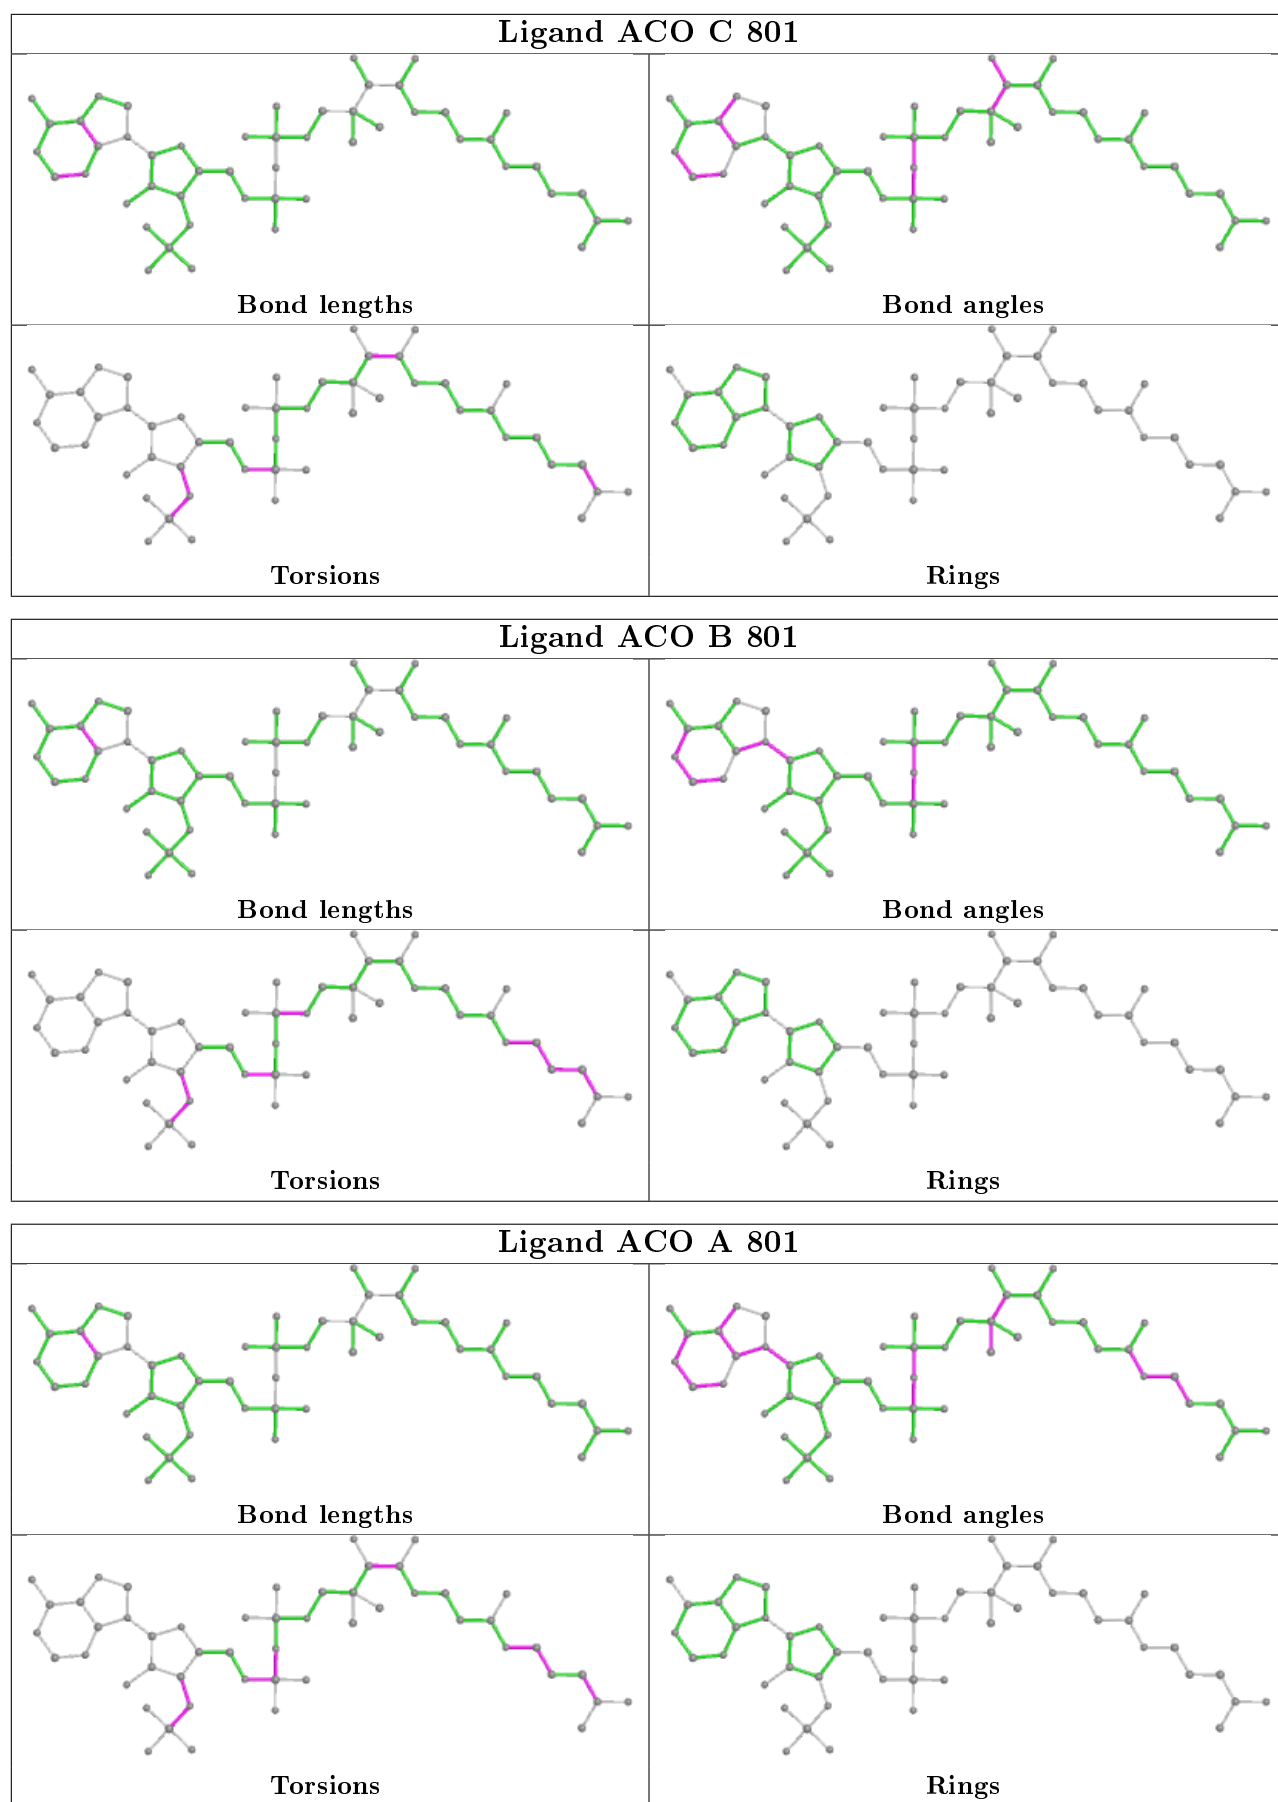 Ligand ACO C 801
Bond lengths
Bond angles
Torsions
Rings
Ligand ACO B 801
Bond lengths
Bond angles
Torsions
Rings
Ligand ACO A 801
Bond lengths
Bond angles
Torsions
Rings